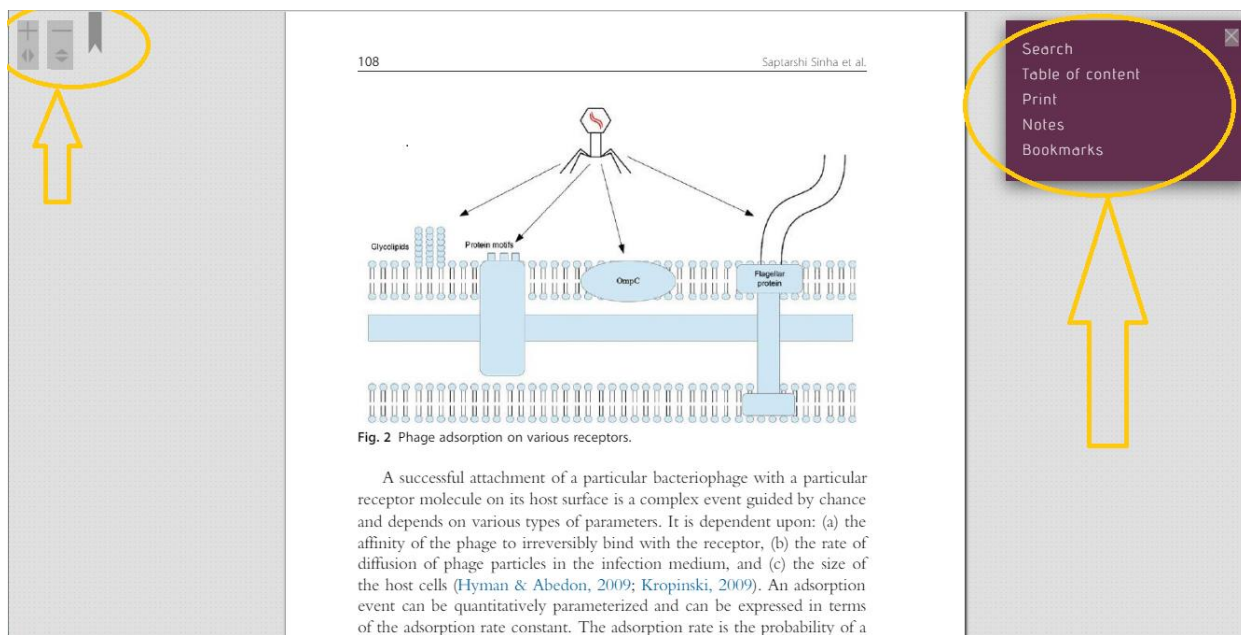 108 Saptarshi Sinha et al.
Search
Table of content
Print
Notes
Bookmarks
Glycolipids
Protein motifs
OmpC
Flagellar
protein
Fig. 2 Phage adsorption on various receptors.
A successful attachment of a particular bacteriophage with a particular
receptor molecule on its host surface is a complex event guided by chance
and depends on various types of parameters. It is dependent upon: (a) the
affinity of the phage to irreversibly bind with the receptor, (b) the rate of
diffusion of phage particles in the infection medium, and (c) the size of
the host cells (Hyman & Abedon, 2009; Kropinski, 2009). An adsorption
event can be quantitatively parameterized and can be expressed in terms
of the adsorption rate constant. The adsorption rate is the probability of a